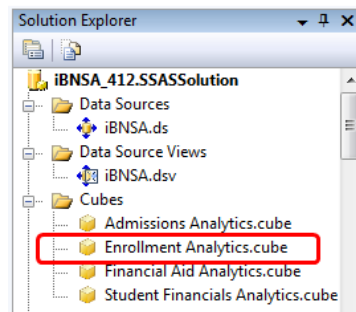 Solution Explorer
iBNSA_412.SSASSolution
Data Sources
iBNSA.ds
Data Source Views
iBNSA.dsv
Cubes
Admissions Analytics.cube
Enrollment Analytics.cube
Financial Aid Analytics.cube
Student Financials Analytics.cube